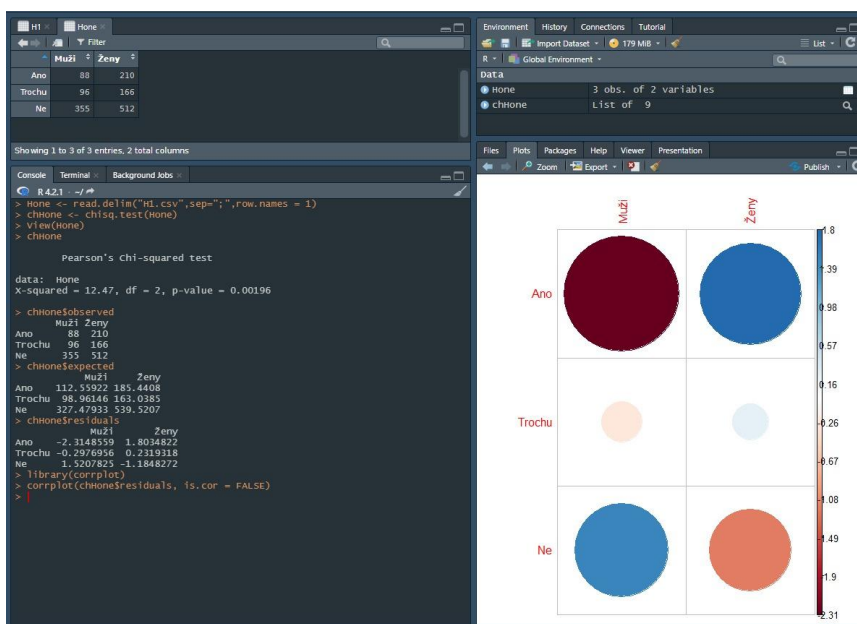 H1 Hone
Filter
Muži Ženy
Ano 88 210
Trochu 96 166
Ne 355 512
Showing 1 to 3 of 3 entries, 2 total columns
Console Terminal Background Jobs
R 4.2.1 · ~/
> Hone <- read.delim("H1.csv",sep=";",row.names = 1)
> chHone <- chisq.test(Hone)
> View(Hone)
> chHone
Pearson's Chi-squared test
data: Hone
X-squared = 12.47, df = 2, p-value = 0.00196
> chHone$observed
Muži Ženy
Ano 88 210
Trochu 96 166
Ne 355 512
> chHone$expected
Muži Ženy
Ano 112.55922 185.4408
Trochu 98.96146 163.0385
Ne 327.47933 539.5207
> chHone$residuals
Muži Ženy
Ano -2.3148559 1.8034822
Trochu -0.2976956 0.2319318
Ne 1.5207825 -1.1848272
> library(corrplot)
> corrplot(chHone$residuals, is.cor = FALSE)
>
Environment History Connections Tutorial
Import Dataset 179 MiB List
R Global Environment
Data
Hone 3 obs. of 2 variables
chHone List of 9
Files Plots Packages Help Viewer Presentation
Zoom Export Publish
Muži Ženy
Ano
Trochu
Ne
1.8
1.39
0.98
0.57
0.16
-0.26
-0.67
-1.08
-1.49
-1.9
-2.31